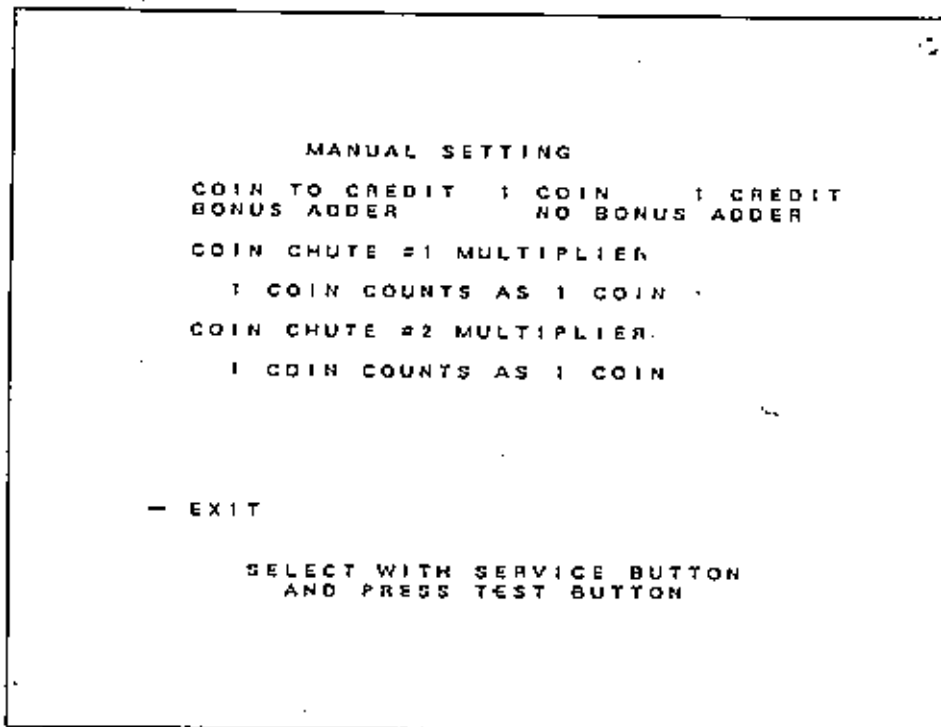 MANUAL SETTING
COIN TO CREDIT 1 COIN 1 CREDIT
BONUS ADDER NO BONUS ADDER
COIN CHUTE #1 MULTIPLIER
1 COIN COUNTS AS 1 COIN
COIN CHUTE #2 MULTIPLIER
1 COIN COUNTS AS 1 COIN
— EXIT
SELECT WITH SERVICE BUTTON
AND PRESS TEST BUTTON